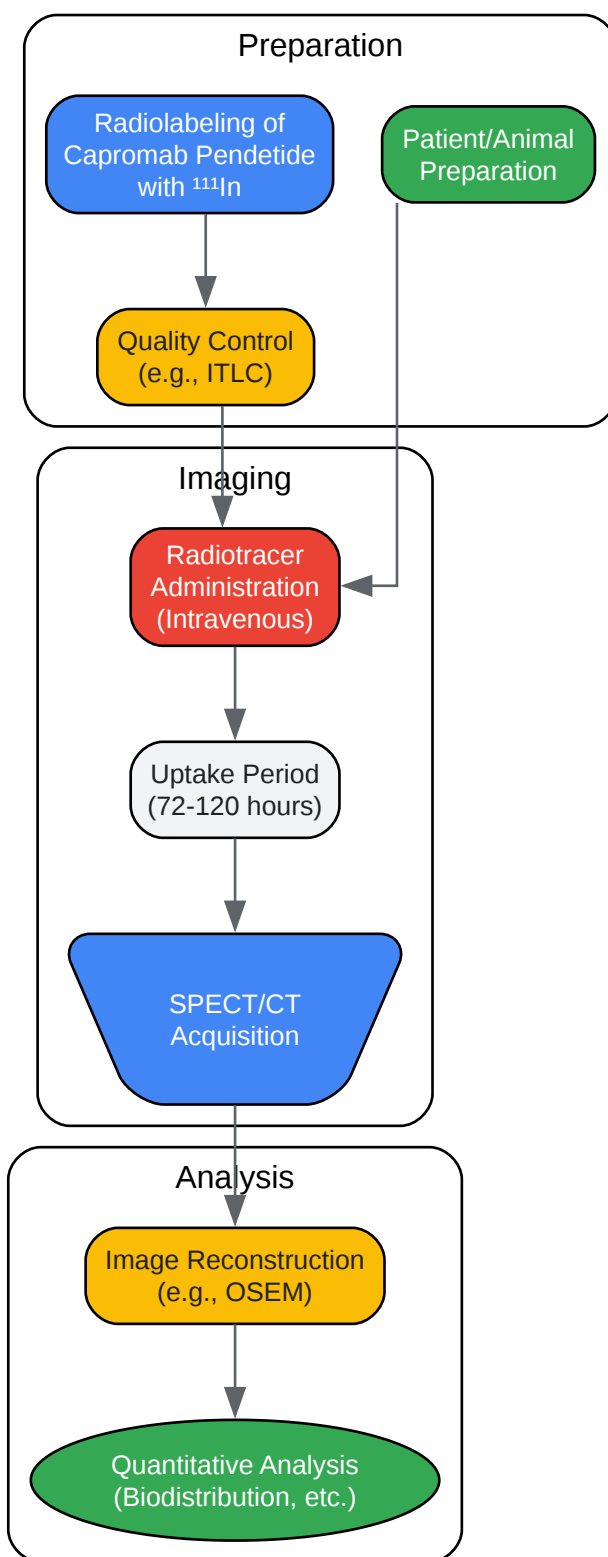 Preparation
Radiolabeling of
Capromab Pendetide
with ¹¹¹In
Patient/Animal
Preparation
Quality Control
(e.g., ITLC)
Imaging
Radiotracer
Administration
(Intravenous)
Uptake Period
(72-120 hours)
SPECT/CT
Acquisition
Analysis
Image Reconstruction
(e.g., OSEM)
Quantitative Analysis
(Biodistribution, etc.)